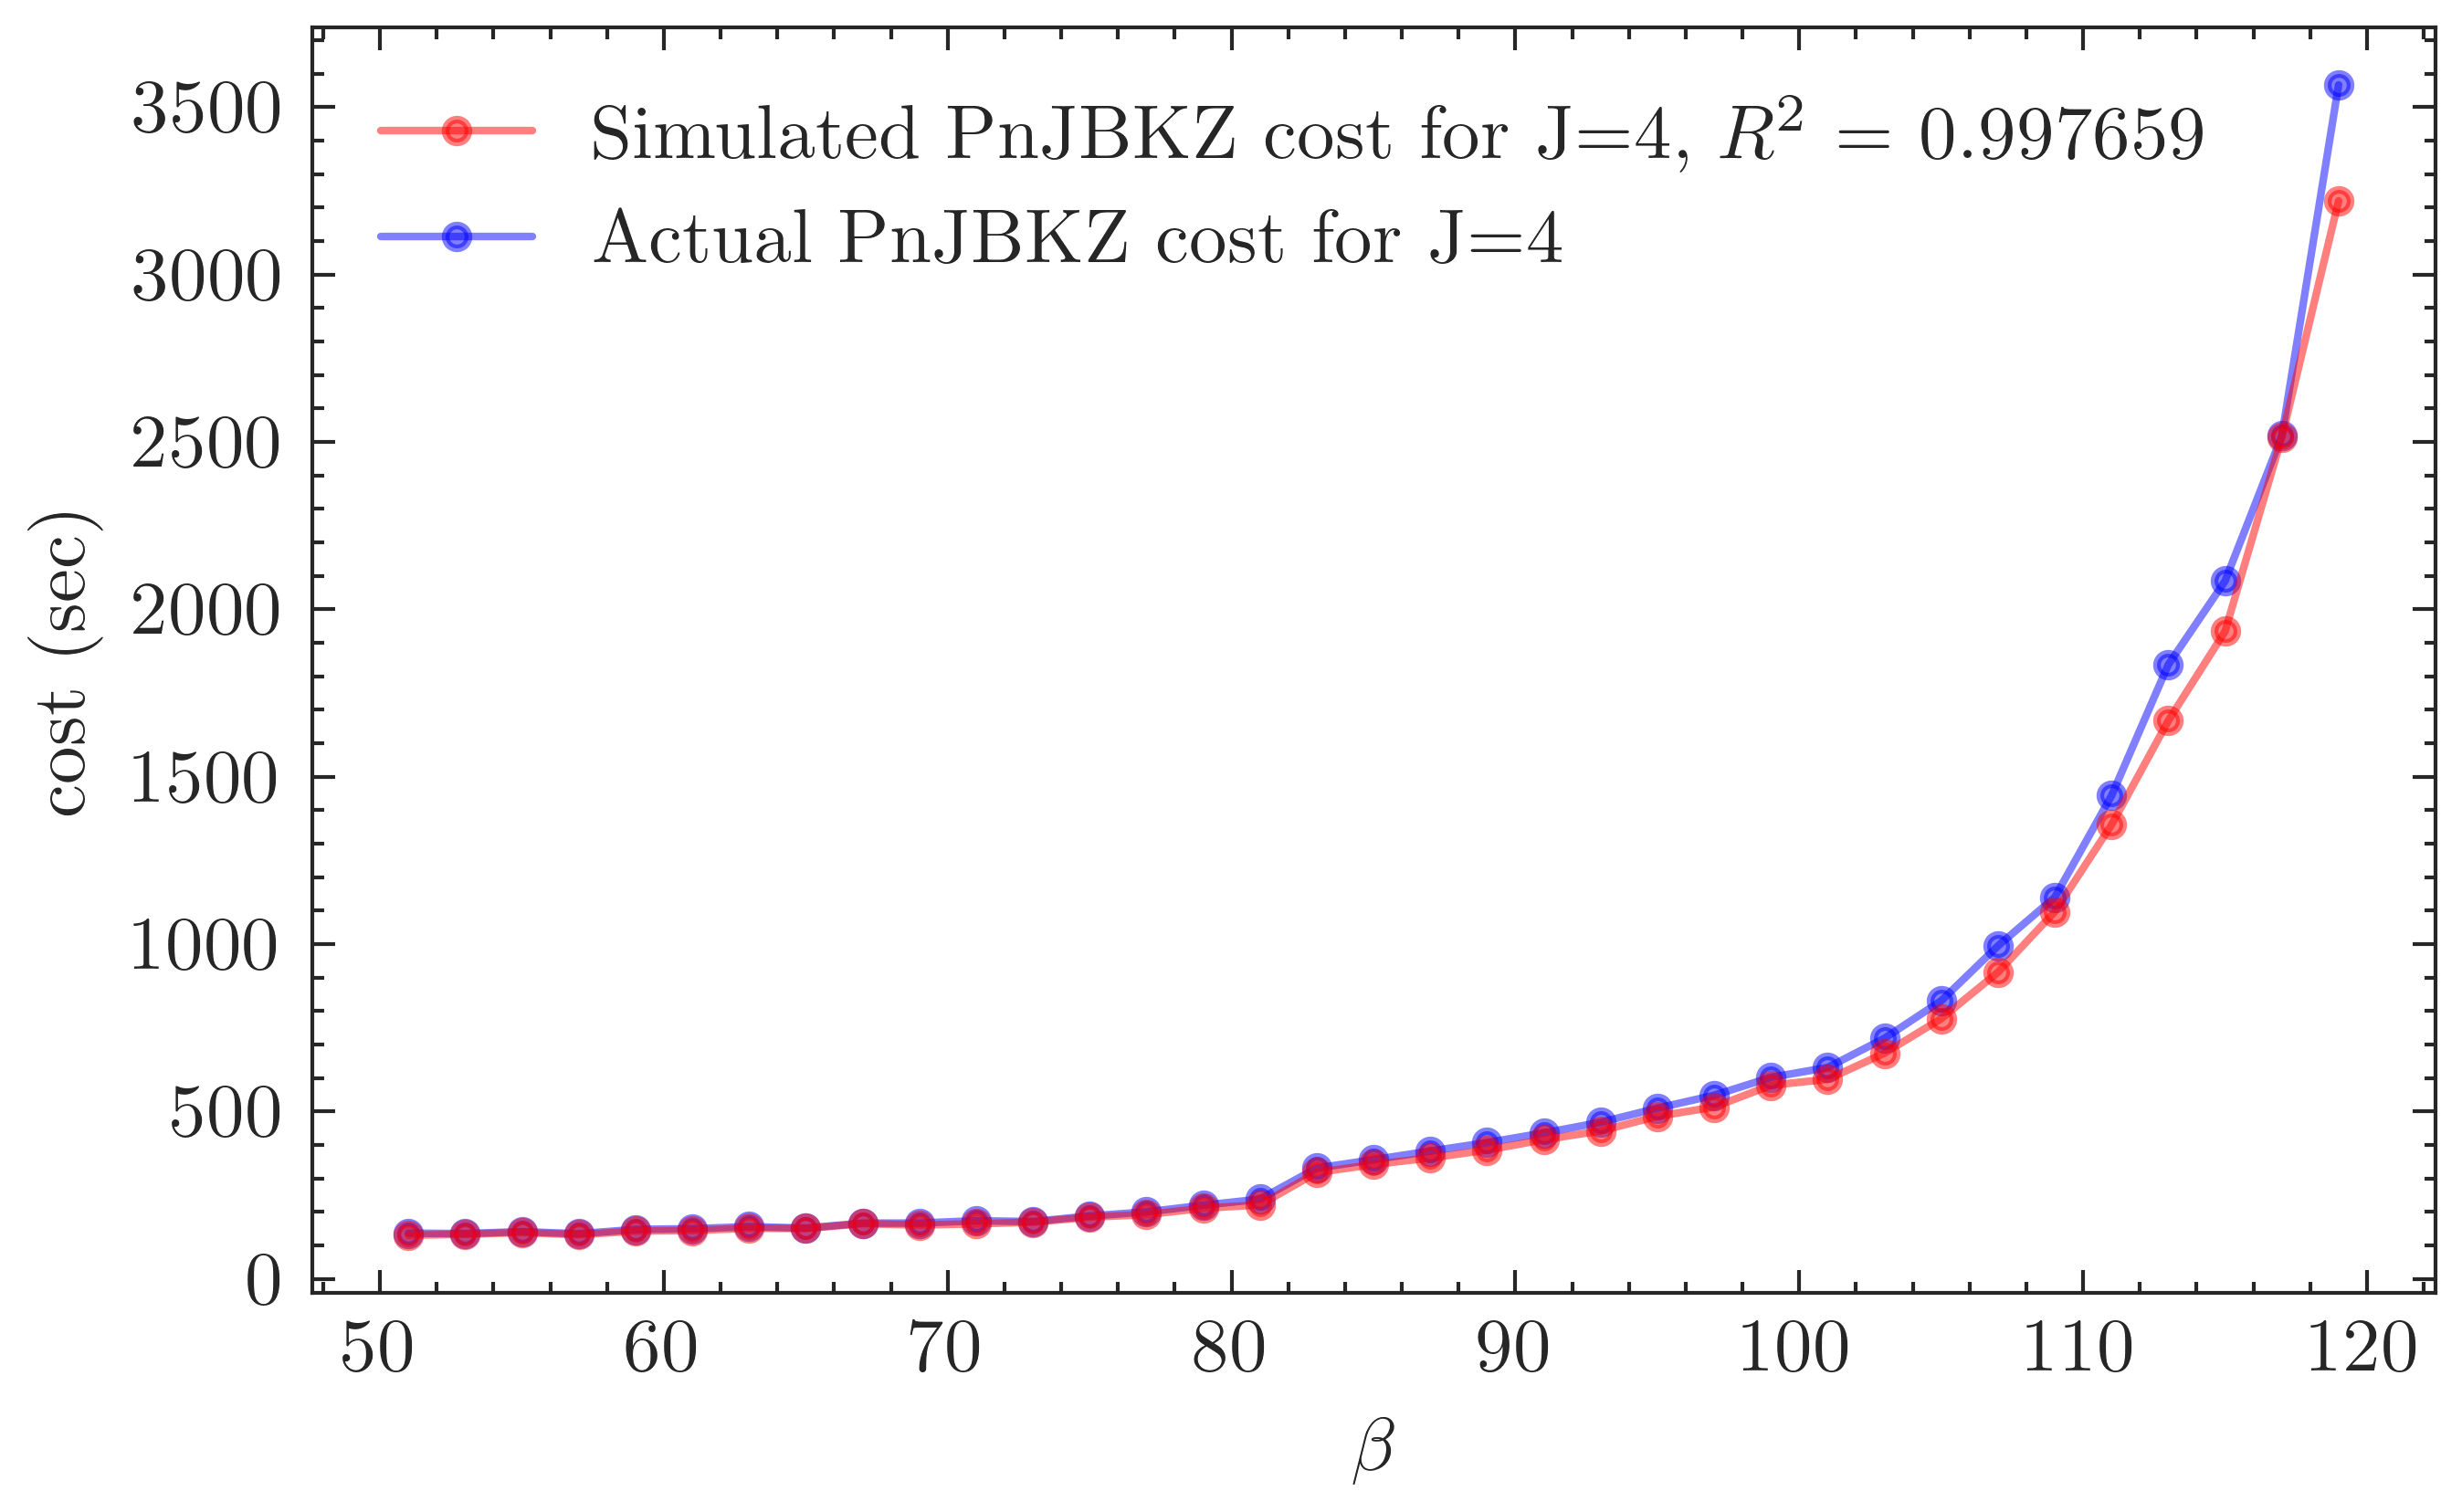 Simulated PnJBKZ cost for J=4, R² = 0.997659
Actual PnJBKZ cost for J=4
cost (sec)
3500
3000
2500
2000
1500
1000
500
0
50 60 70 80 90 100 110 120
β